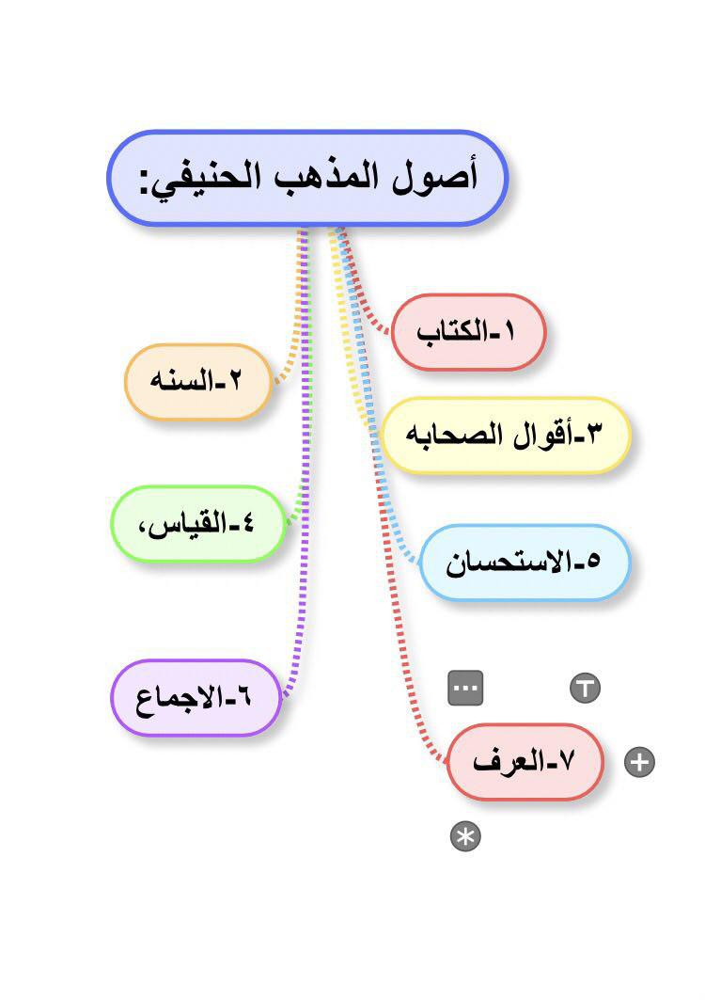 أصول المذهب الحنيفي:
١-الكتاب
٢-السنه
٣-أقوال الصحابه
٤-القياس،
٥-الاستحسان
٦-الاجماع
٧-العرف